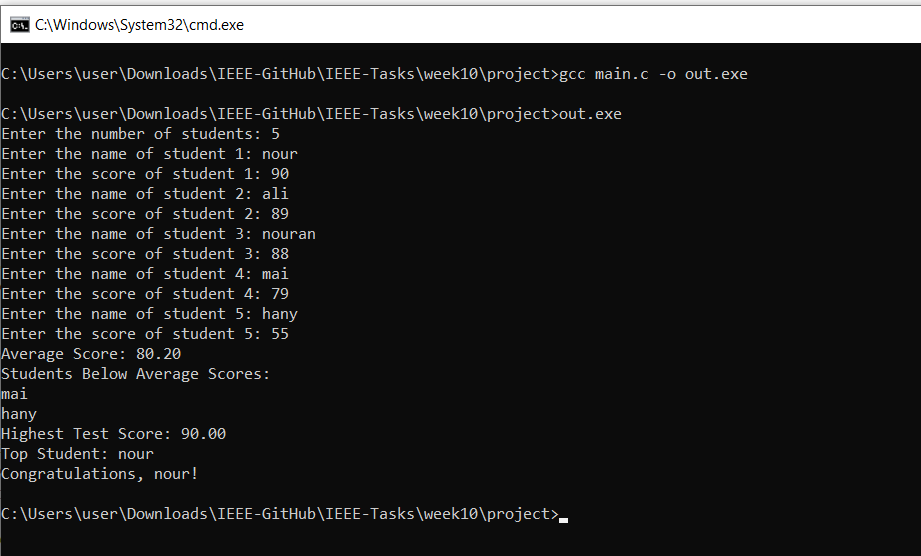 C:\Windows\System32\cmd.exe
C:\Users\user\Downloads\IEEE-GitHub\IEEE-Tasks\week10\project>gcc main.c -o out.exe
C:\Users\user\Downloads\IEEE-GitHub\IEEE-Tasks\week10\project>out.exe
Enter the number of students: 5
Enter the name of student 1: nour
Enter the score of student 1: 90
Enter the name of student 2: ali
Enter the score of student 2: 89
Enter the name of student 3: nouran
Enter the score of student 3: 88
Enter the name of student 4: mai
Enter the score of student 4: 79
Enter the name of student 5: hany
Enter the score of student 5: 55
Average Score: 80.20
Students Below Average Scores:
mai
hany
Highest Test Score: 90.00
Top Student: nour
Congratulations, nour!
C:\Users\user\Downloads\IEEE-GitHub\IEEE-Tasks\week10\project>